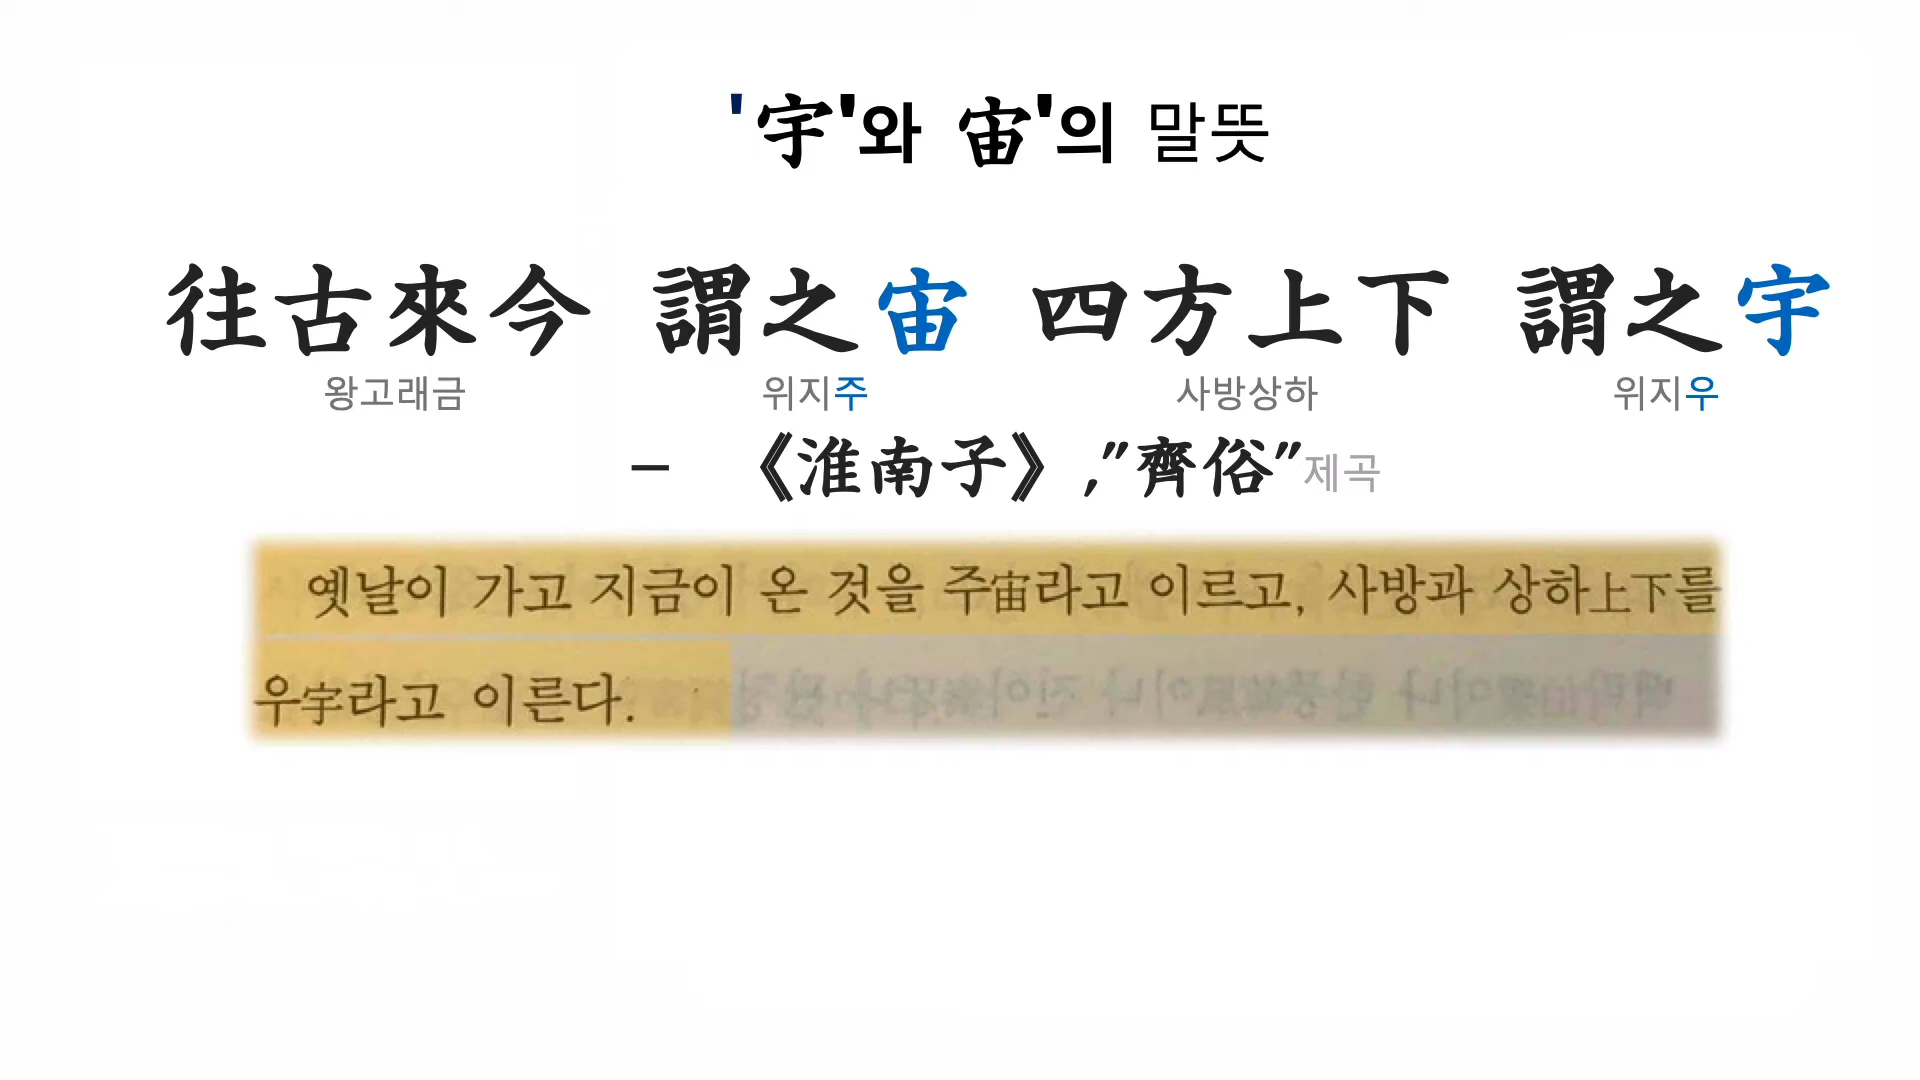 '宇'와 宙'의 말뜻
往古來今 謂之宙 四方上下 謂之宇
왕고래금 위지주 사방상하 위지우
– 《淮南子》,"齊俗"제곡
옛날이 가고 지금이 온 것을 주宙라고 이르고, 사방과 상하上下를
우宇라고 이른다.